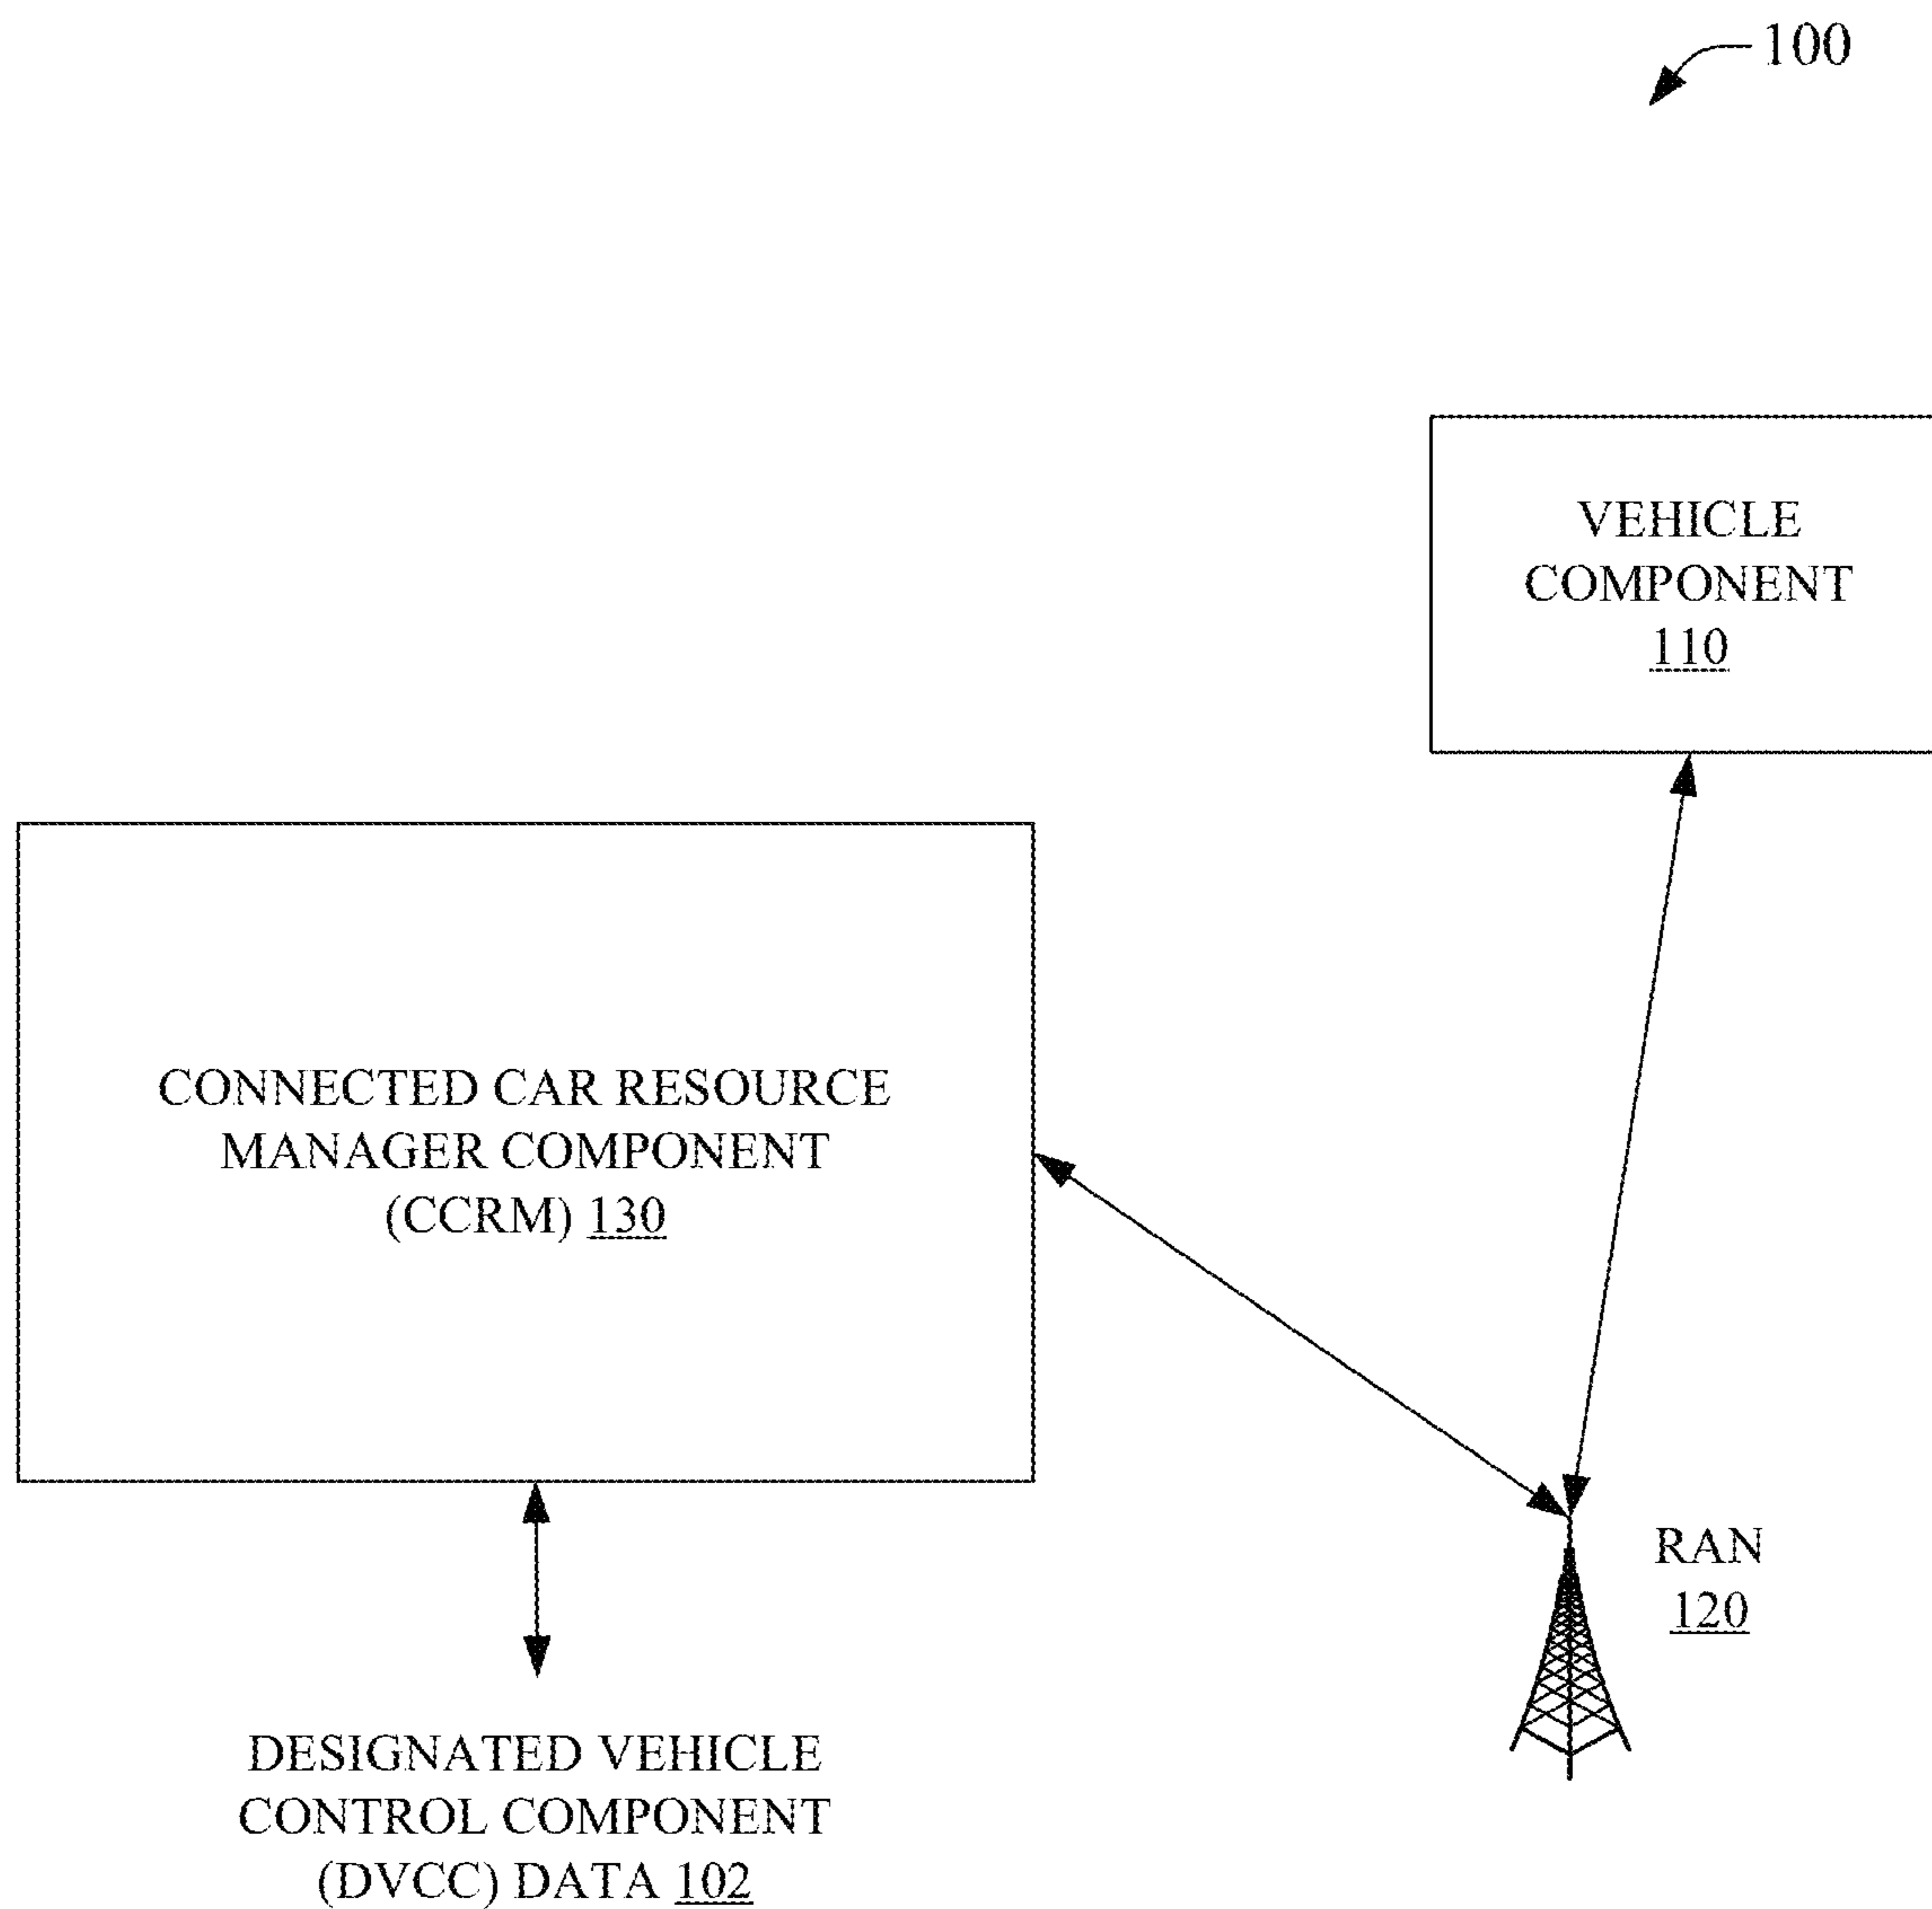 100
VEHICLE
COMPONENT
110
CONNECTED CAR RESOURCE
MANAGER COMPONENT
(CCRM) 130
RAN
120
DESIGNATED VEHICLE
CONTROL COMPONENT
(DVCC) DATA 102